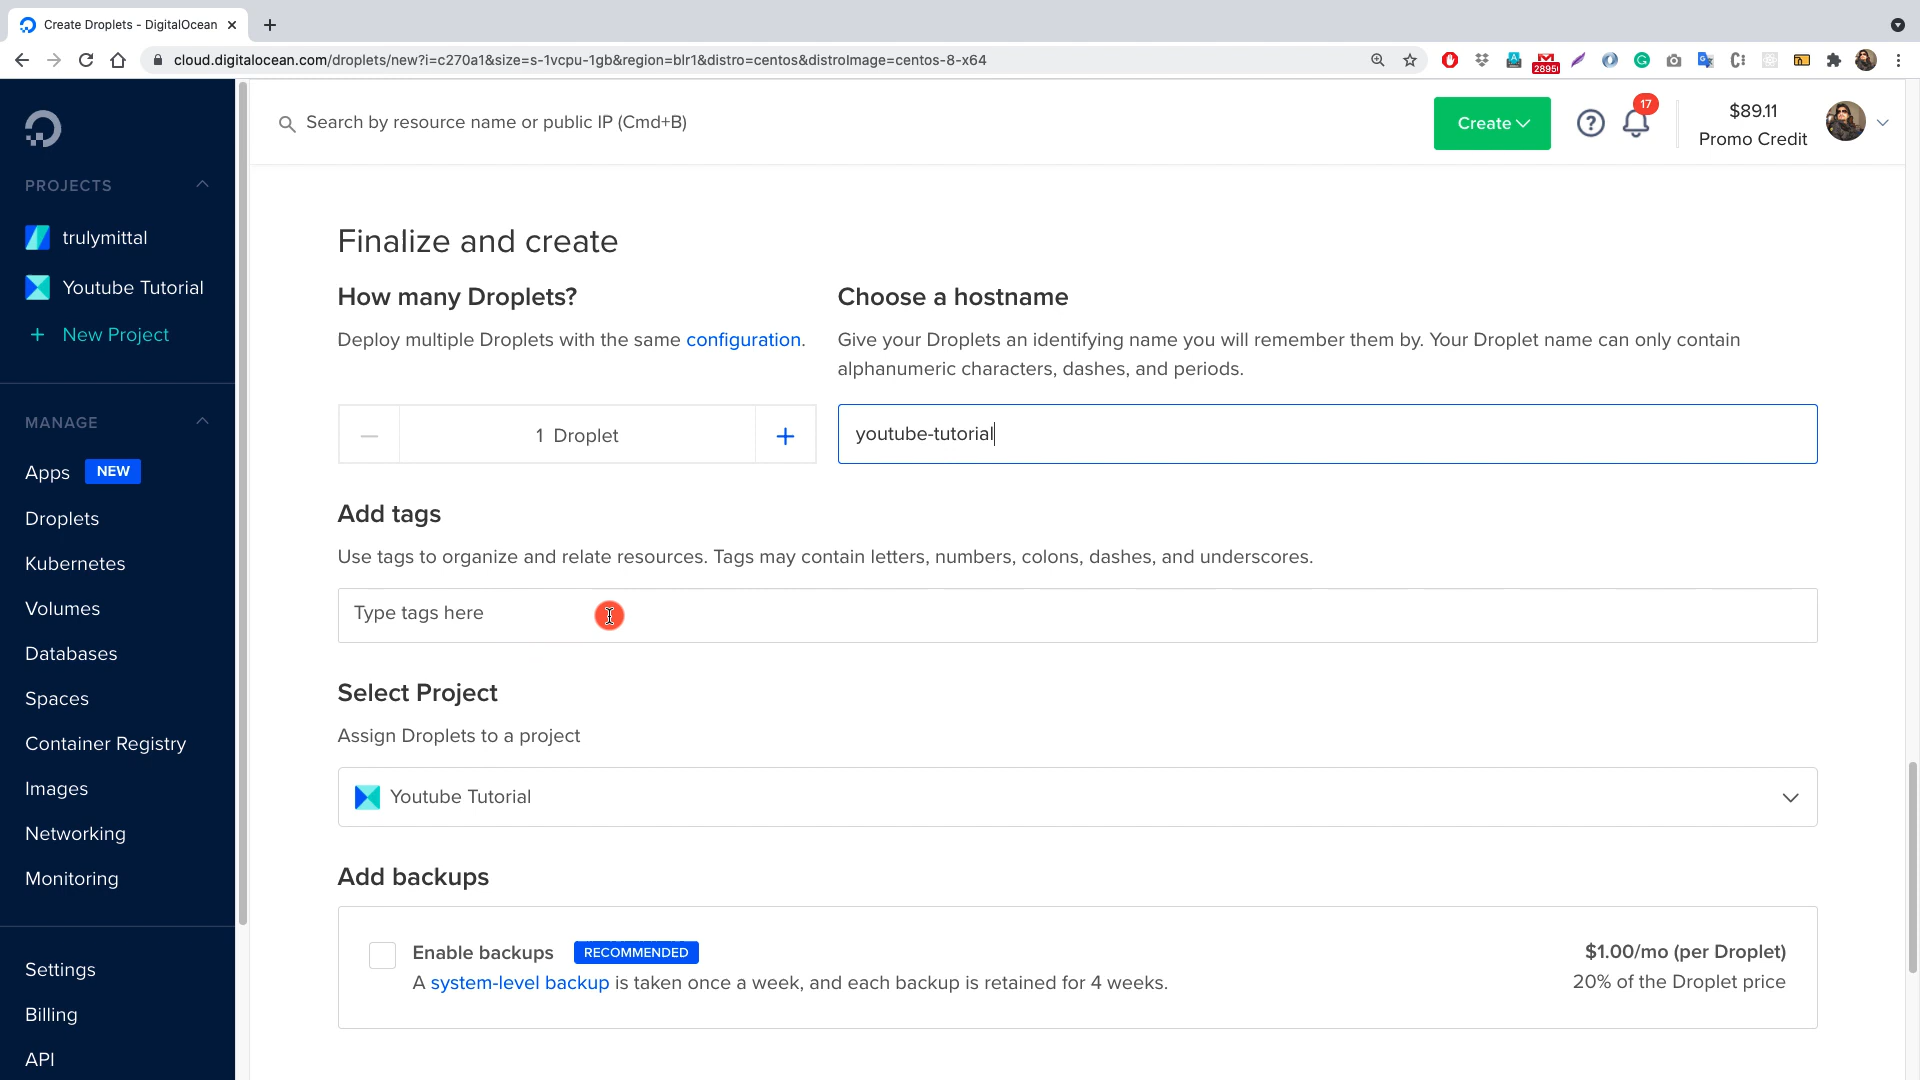 Create Droplets - DigitalOcean
cloud.digitalocean.com/droplets/new?i=c270a1&size=s-1vcpu-1gb&region=blr1&distro=centos&distroImage=centos-8-x64
28950
Search by resource name or public IP (Cmd+B)
Create
17
$89.11
Promo Credit
PROJECTS
trulymittal
Youtube Tutorial
+ New Project
MANAGE
Apps NEW
Droplets
Kubernetes
Volumes
Databases
Spaces
Container Registry
Images
Networking
Monitoring
Settings
Billing
API
Finalize and create
How many Droplets?
Deploy multiple Droplets with the same configuration.
1 Droplet
Choose a hostname
Give your Droplets an identifying name you will remember them by. Your Droplet name can only contain
alphanumeric characters, dashes, and periods.
youtube-tutorial
Add tags
Use tags to organize and relate resources. Tags may contain letters, numbers, colons, dashes, and underscores.
Type tags here
Select Project
Assign Droplets to a project
Youtube Tutorial
Add backups
Enable backups RECOMMENDED
A system-level backup is taken once a week, and each backup is retained for 4 weeks.
$1.00/mo (per Droplet)
20% of the Droplet price